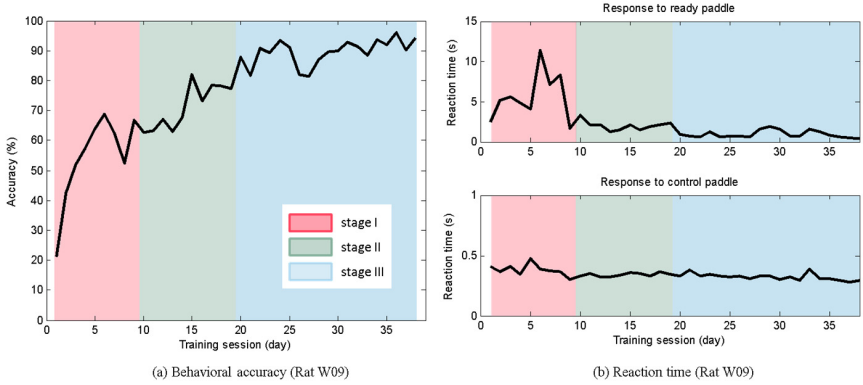 100
90
80
70
60
50
40
30
20
10
0
Accuracy (%)
0 5 10 15 20 25 30 35
Training session (day)
stage I
stage II
stage III
(a) Behavioral accuracy (Rat W09)
Response to ready paddle
15
10
5
0
Reaction time (s)
0 5 10 15 20 25 30 35
Response to control paddle
1
0.5
0
Reaction time (s)
0 5 10 15 20 25 30 35
Training session (day)
(b) Reaction time (Rat W09)